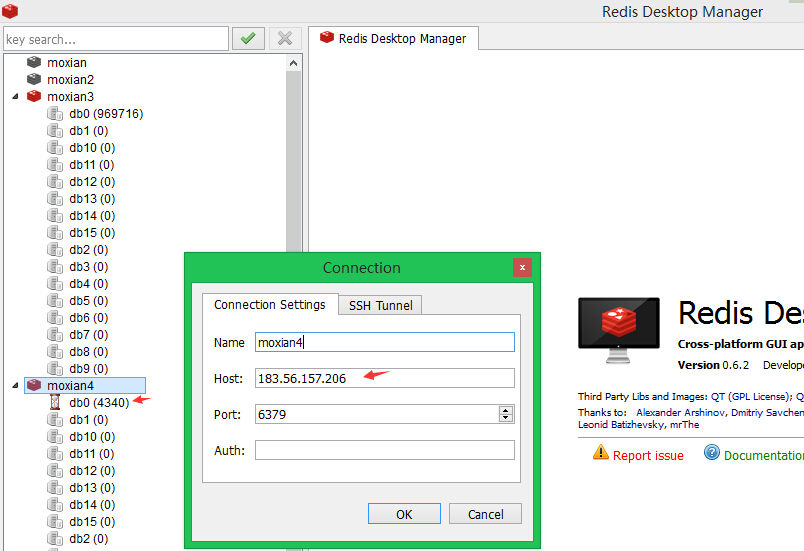 Redis Desktop Manager
key search...
Redis Desktop Manager
moxian
moxian2
moxian3
db0 (969716)
db1 (0)
db10 (0)
db11 (0)
db12 (0)
db13 (0)
db14 (0)
db15 (0)
db2 (0)
db3 (0)
db4 (0)
db5 (0)
db6 (0)
db7 (0)
db8 (0)
db9 (0)
moxian4
db0 (4340)
db1 (0)
db10 (0)
db11 (0)
db12 (0)
db13 (0)
db14 (0)
db15 (0)
db2 (0)
Connection
x
Connection Settings
SSH Tunnel
Name
moxian4
Host:
183.56.157.206
Port:
6379
Auth:
OK
Cancel
Redis Des
Cross-platform GUI ap
Version 0.6.2 Develope
Third Party Libs and Images: QT (GPL License); Q
Thanks to: Alexander Arshinov, Dmitriy Savchen
Leonid Batizhevsky, mrThe
Report issue
Documentation